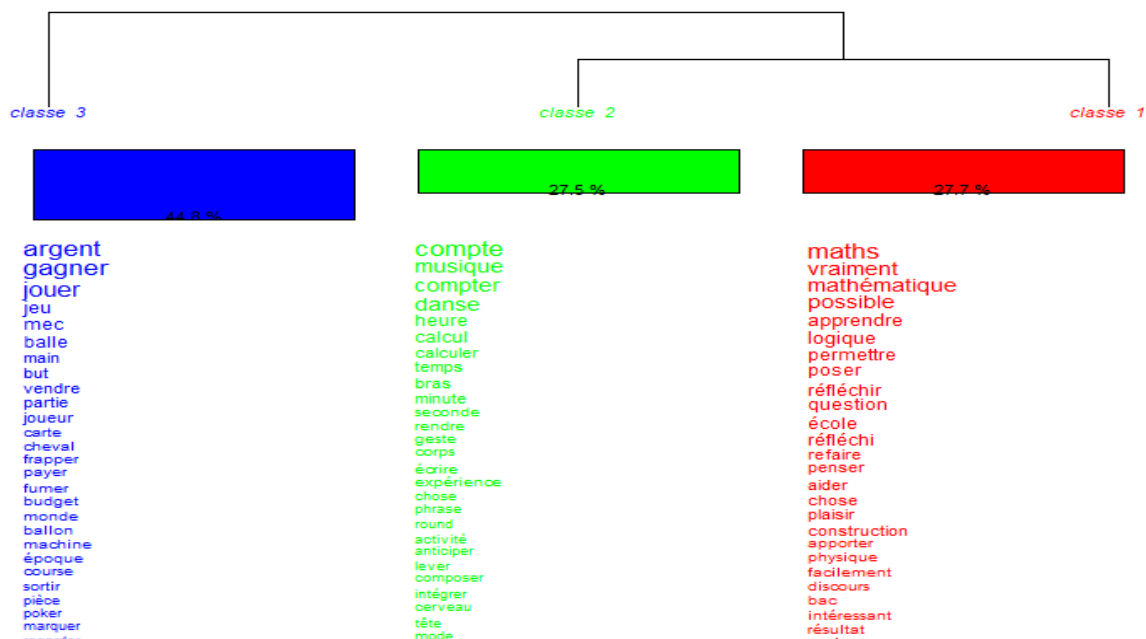 classe 3
classe 2
classe 1
44.8 %
27.5 %
27.7 %
argent
gagner
jouer
jeu
mec
balle
main
but
vendre
partie
joueur
carte
cheval
frapper
payer
fumer
budget
monde
ballon
machine
époque
course
sortir
pièce
poker
marquer
compte
musique
compter
danse
heure
calcul
calculer
temps
bras
minute
seconde
rendre
geste
corps
écrire
expérience
chose
phrase
round
activité
anticiper
lever
composer
intégrer
cerveau
tête
mode
maths
vraiment
mathématique
possible
apprendre
logique
permettre
poser
réfléchir
question
école
réfléchi
refaire
penser
aider
chose
plaisir
construction
apporter
physique
facilement
discours
bac
intéressant
résultat